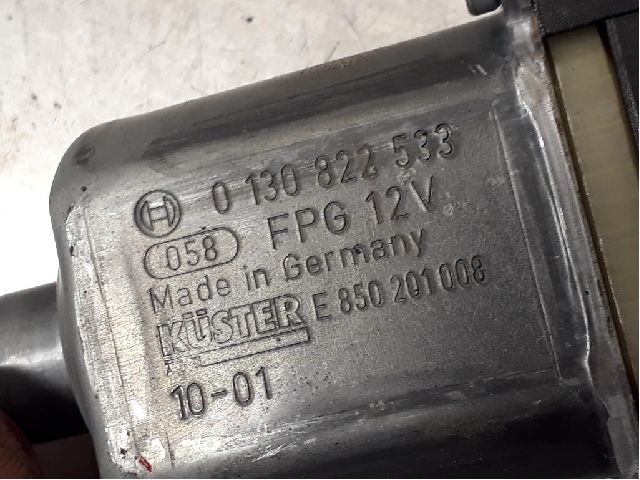 0 130 822 533
058 FPG 12V
Made in Germany
KÜSTER E 850 201 008
10-01